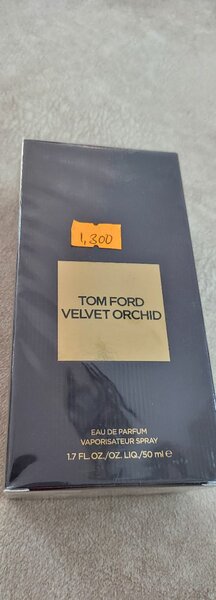 1,300
TOM FORD
VELVET ORCHID
EAU DE PARFUM
VAPORISATEUR SPRAY
1.7 FL.OZ./OZ. LIQ./50 ml ℮